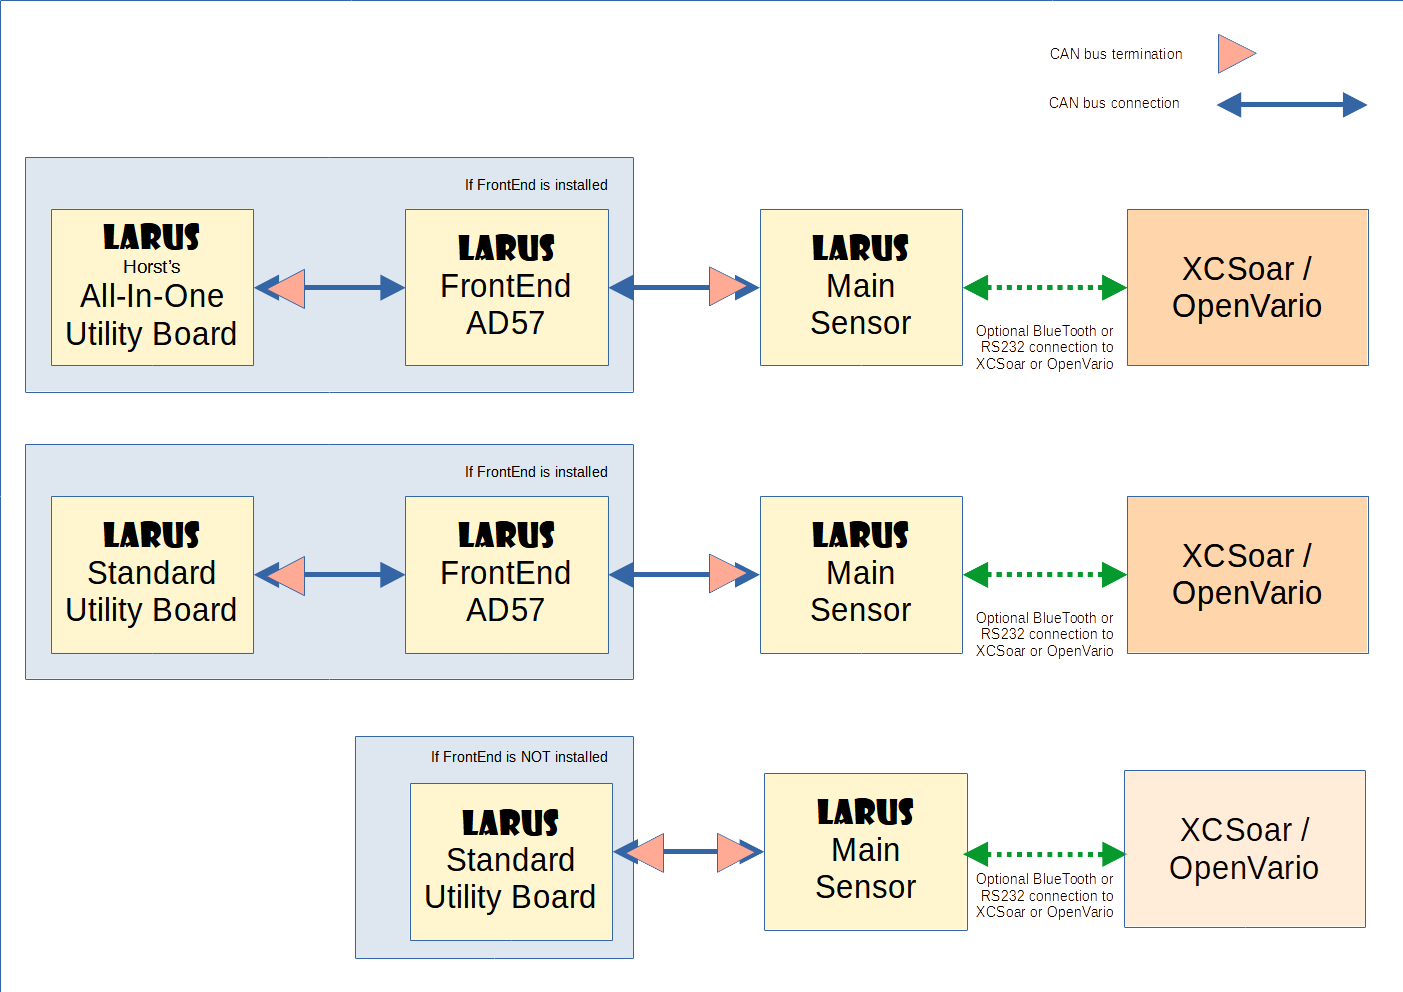 CAN bus termination
CAN bus connection
If FrontEnd is installed
LARUS
Horst's
All-In-One
Utility Board
LARUS
FrontEnd
AD57
LARUS
Main
Sensor
Optional BlueTooth or
RS232 connection to
XCSoar or OpenVario
XCSoar /
OpenVario
If FrontEnd is installed
LARUS
Standard
Utility Board
LARUS
FrontEnd
AD57
LARUS
Main
Sensor
Optional BlueTooth or
RS232 connection to
XCSoar or OpenVario
XCSoar /
OpenVario
If FrontEnd is NOT installed
LARUS
Standard
Utility Board
LARUS
Main
Sensor
Optional BlueTooth or
RS232 connection to
XCSoar or OpenVario
XCSoar /
OpenVario